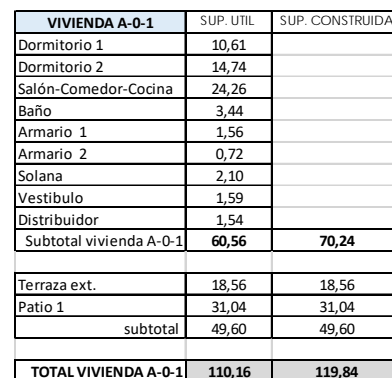 VIVIENDA A-0-1 SUP. UTIL SUP. CONSTRUIDA
Dormitorio 1 10,61
Dormitorio 2 14,74
Salón-Comedor-Cocina 24,26
Baño 3,44
Armario 1 1,56
Armario 2 0,72
Solana 2,10
Vestibulo 1,59
Distribuidor 1,54
Subtotal vivienda A-0-1 60,56 70,24
Terraza ext. 18,56 18,56
Patio 1 31,04 31,04
subtotal 49,60 49,60
TOTAL VIVIENDA A-0-1 110,16 119,84